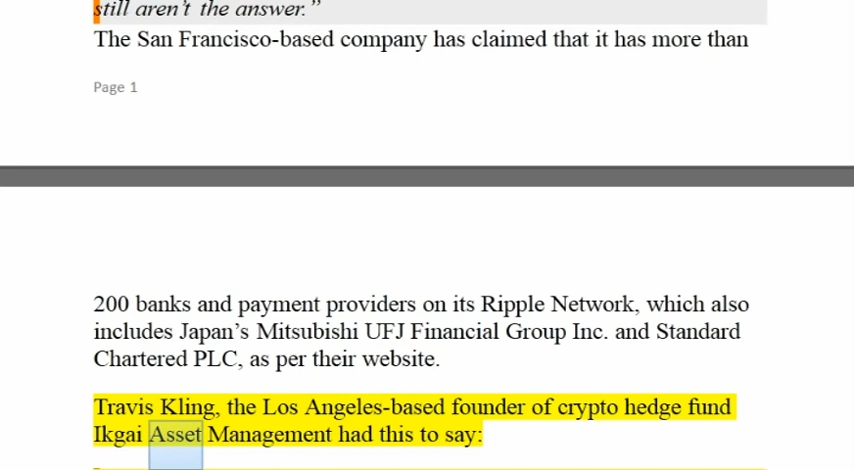 still aren't the answer."
The San Francisco-based company has claimed that it has more than
Page 1
200 banks and payment providers on its Ripple Network, which also
includes Japan’s Mitsubishi UFJ Financial Group Inc. and Standard
Chartered PLC, as per their website.
Travis Kling, the Los Angeles-based founder of crypto hedge fund
Ikgai Asset Management had this to say: